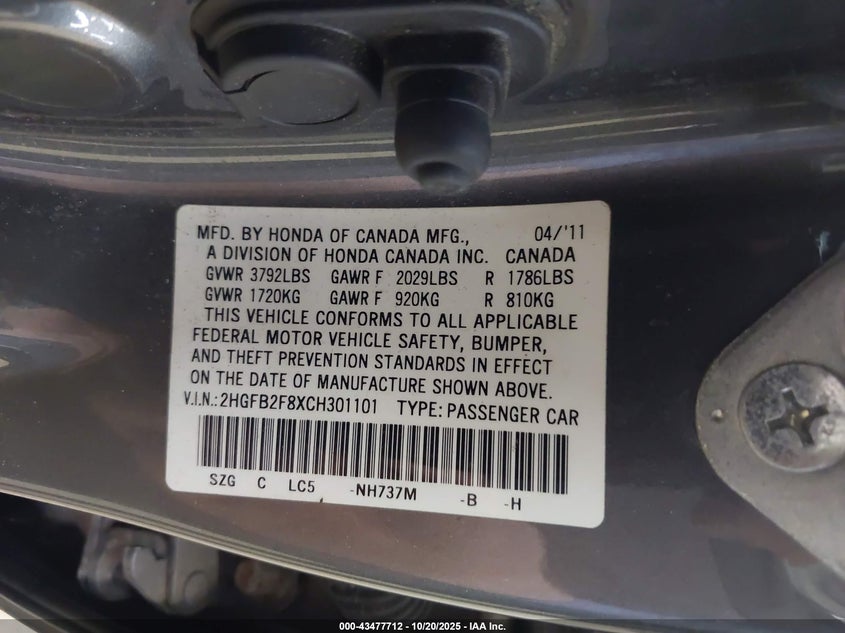 MFD. BY HONDA OF CANADA MFG., 04/'11
A DIVISION OF HONDA CANADA INC. CANADA
GVWR 3792LBS GAWR F 2029LBS R 1786LBS
GVWR 1720KG GAWR F 920KG R 810KG
THIS VEHICLE CONFORMS TO ALL APPLICABLE
FEDERAL MOTOR VEHICLE SAFETY, BUMPER,
AND THEFT PREVENTION STANDARDS IN EFFECT
ON THE DATE OF MANUFACTURE SHOWN ABOVE.
V.I.N.:2HGFB2F8XCH301101 TYPE:PASSENGER CAR
SZG C LC5 -NH737M -B -H
000-43477712 - 10/20/2025 - IAA Inc.